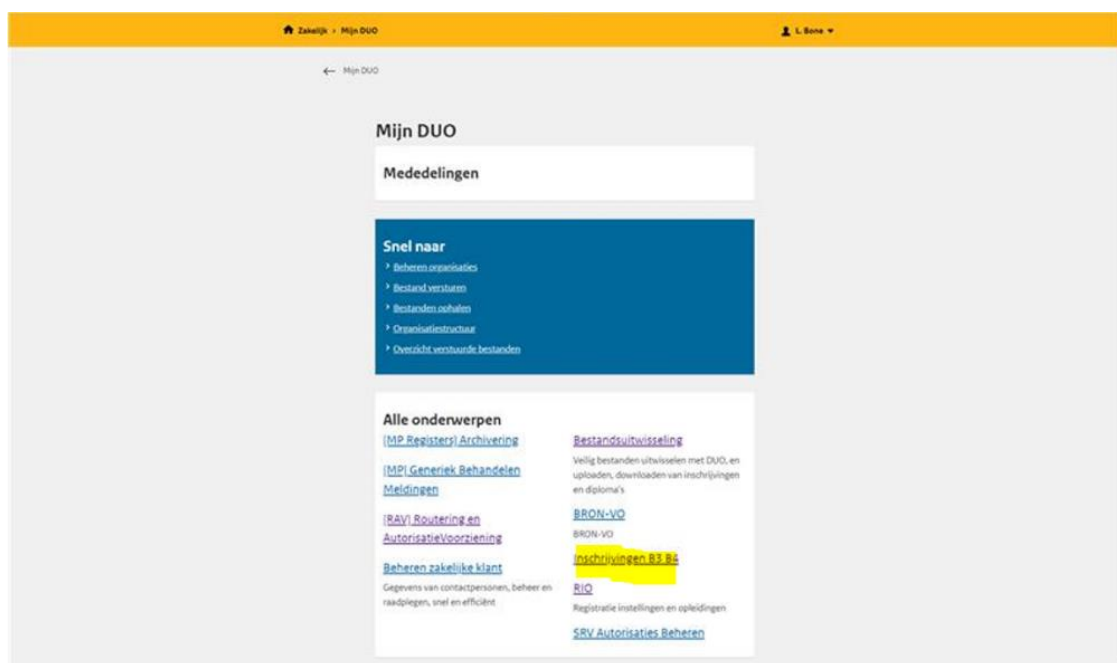 Zakelijk › Mijn DUO
L. Bone
← Mijn DUO
Mijn DUO
Mededelingen
Snel naar
› Beheren organisaties
› Bestand versturen
› Bestanden ophalen
› Organisatiestructuur
› Overzicht verstuurde bestanden
Alle onderwerpen
[MP Registers] Archivering
[MP] Generiek Behandelen
Meldingen
[RAV] Routering en
AutorisatieVoorziening
Beheren zakelijke klant
Gegevens van contactpersonen, beheer en
raadplegen, snel en efficiënt
Bestandsuitwisseling
Veilig bestanden uitwisselen met DUO, en
uploaden, downloaden van inschrijvingen
en diploma's
BRON-VO
BRON-VO
Inschrijvingen B3 B4
RIO
Registratie instellingen en opleidingen
SRV Autorisaties Beheren